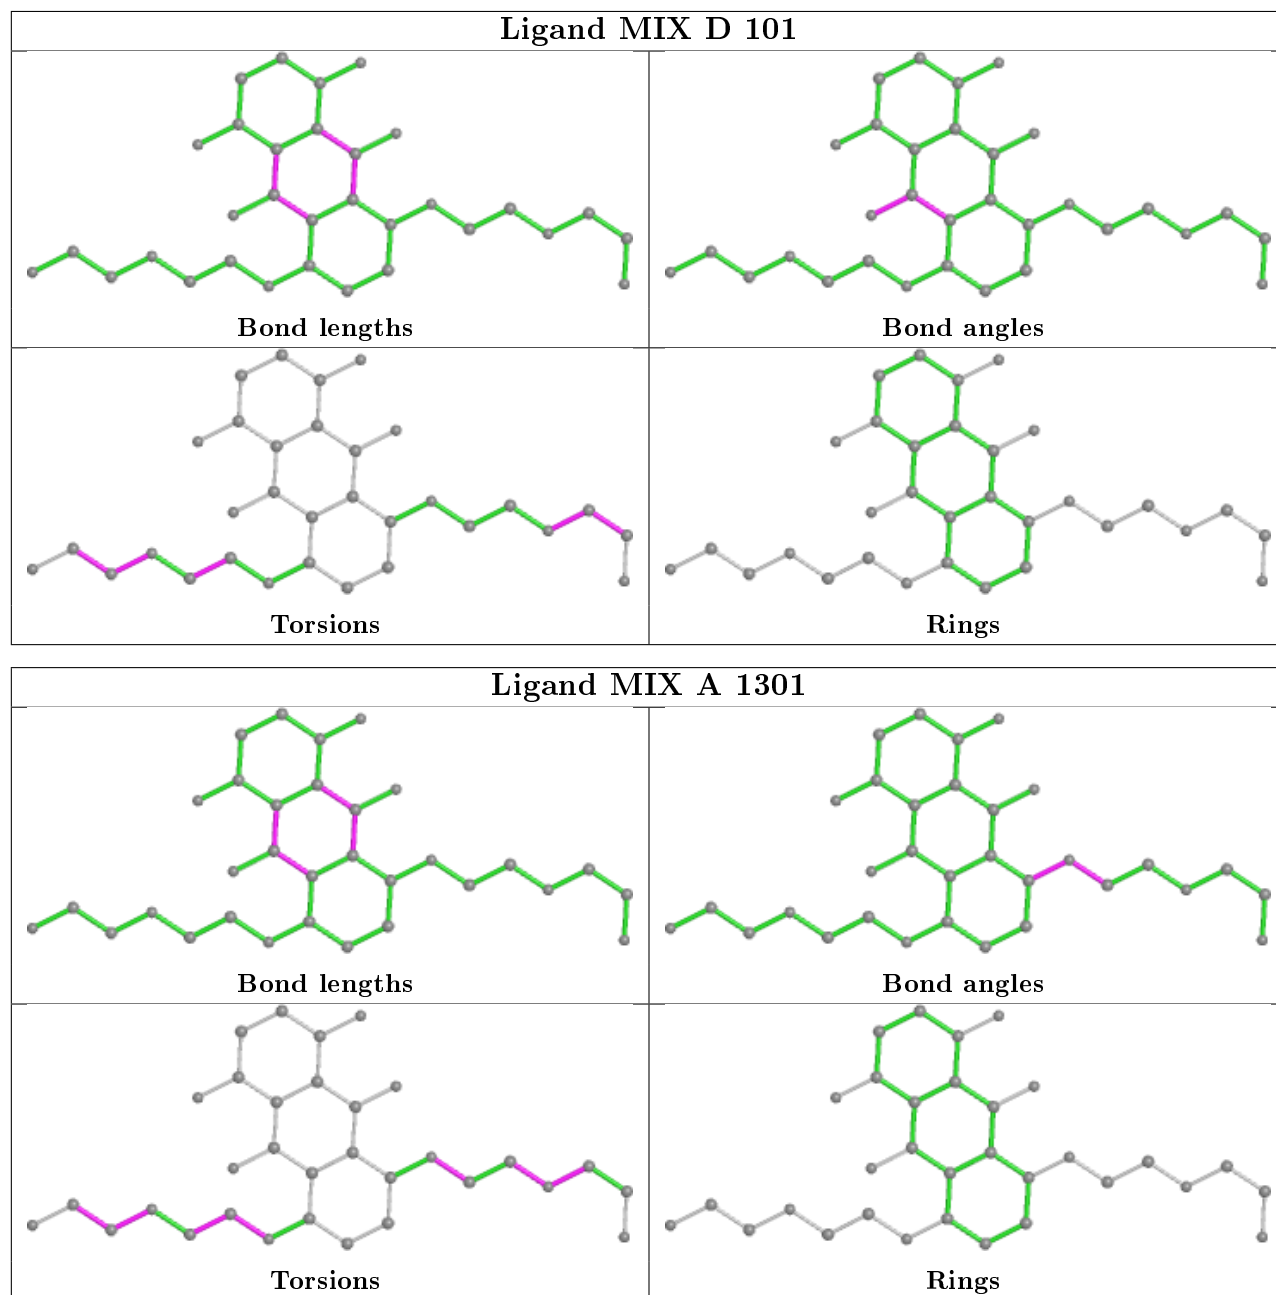 Ligand MIX D 101
Bond lengths
Bond angles
Torsions
Rings
Ligand MIX A 1301
Bond lengths
Bond angles
Torsions
Rings